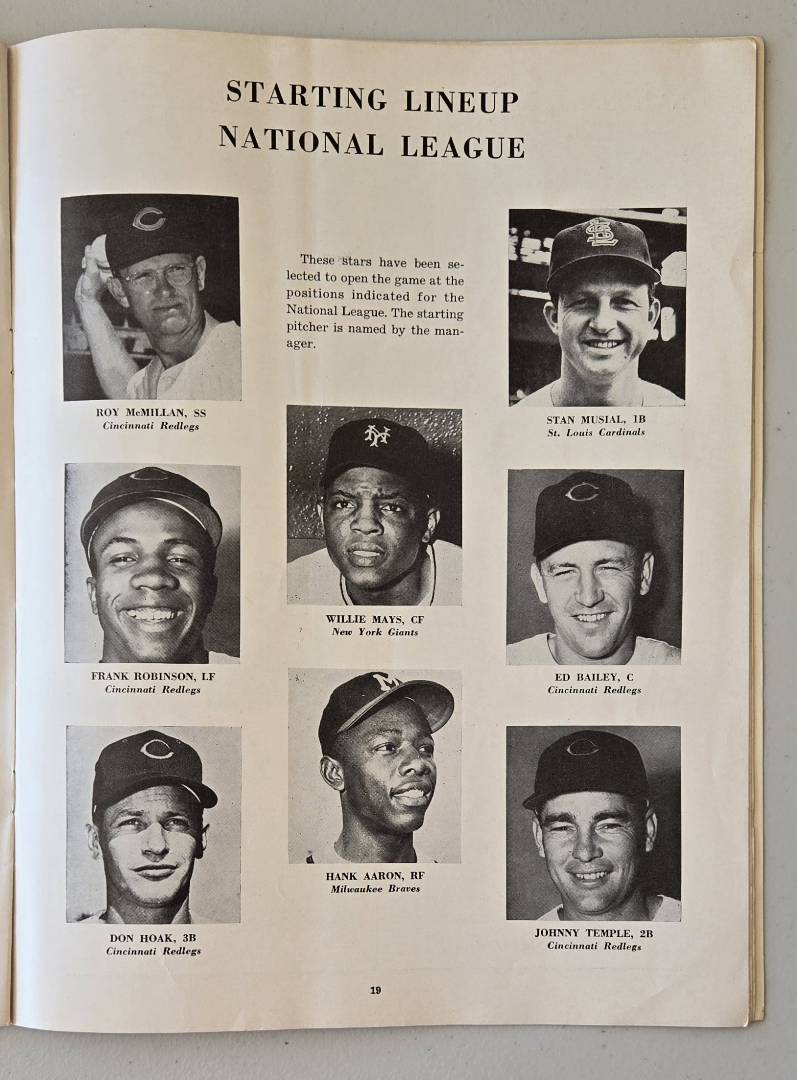 STARTING LINEUP
NATIONAL LEAGUE
These stars have been se-
lected to open the game at the
positions indicated for the
National League. The starting
pitcher is named by the man-
ager.
C
ROY McMILLAN, SS
Cincinnati Redlegs
STL
STAN MUSIAL, 1B
St. Louis Cardinals
NY
WILLIE MAYS, CF
New York Giants
C
FRANK ROBINSON, LF
Cincinnati Redlegs
C
ED BAILEY, C
Cincinnati Redlegs
M
HANK AARON, RF
Milwaukee Braves
C
DON HOAK, 3B
Cincinnati Redlegs
C
JOHNNY TEMPLE, 2B
Cincinnati Redlegs
19